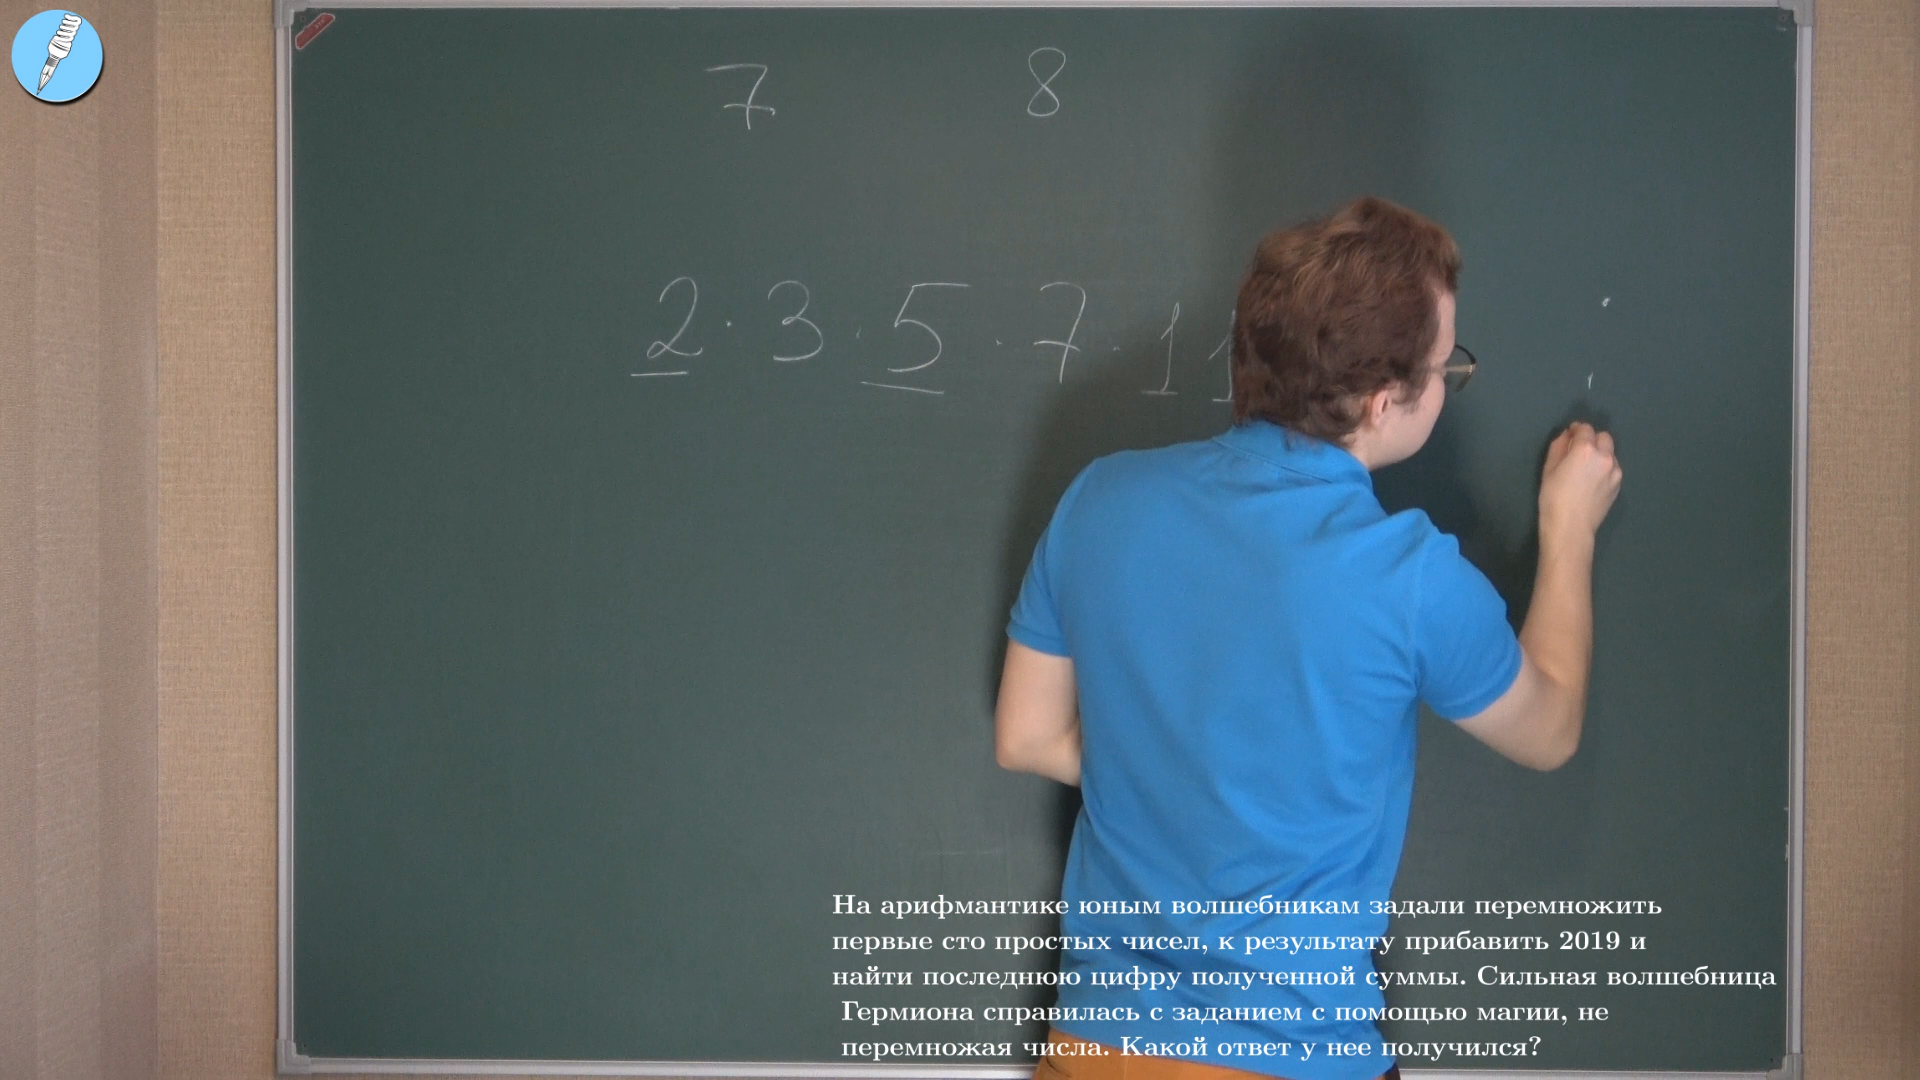 7 8
2 · 3 · 5 · 7 · 11
На арифмантике юным волшебникам задали перемножить
первые сто простых чисел, к результату прибавить 2019 и
найти последнюю цифру полученной суммы. Сильная волшебница
Гермиона справилась с заданием с помощью магии, не
перемножая числа. Какой ответ у нее получился?